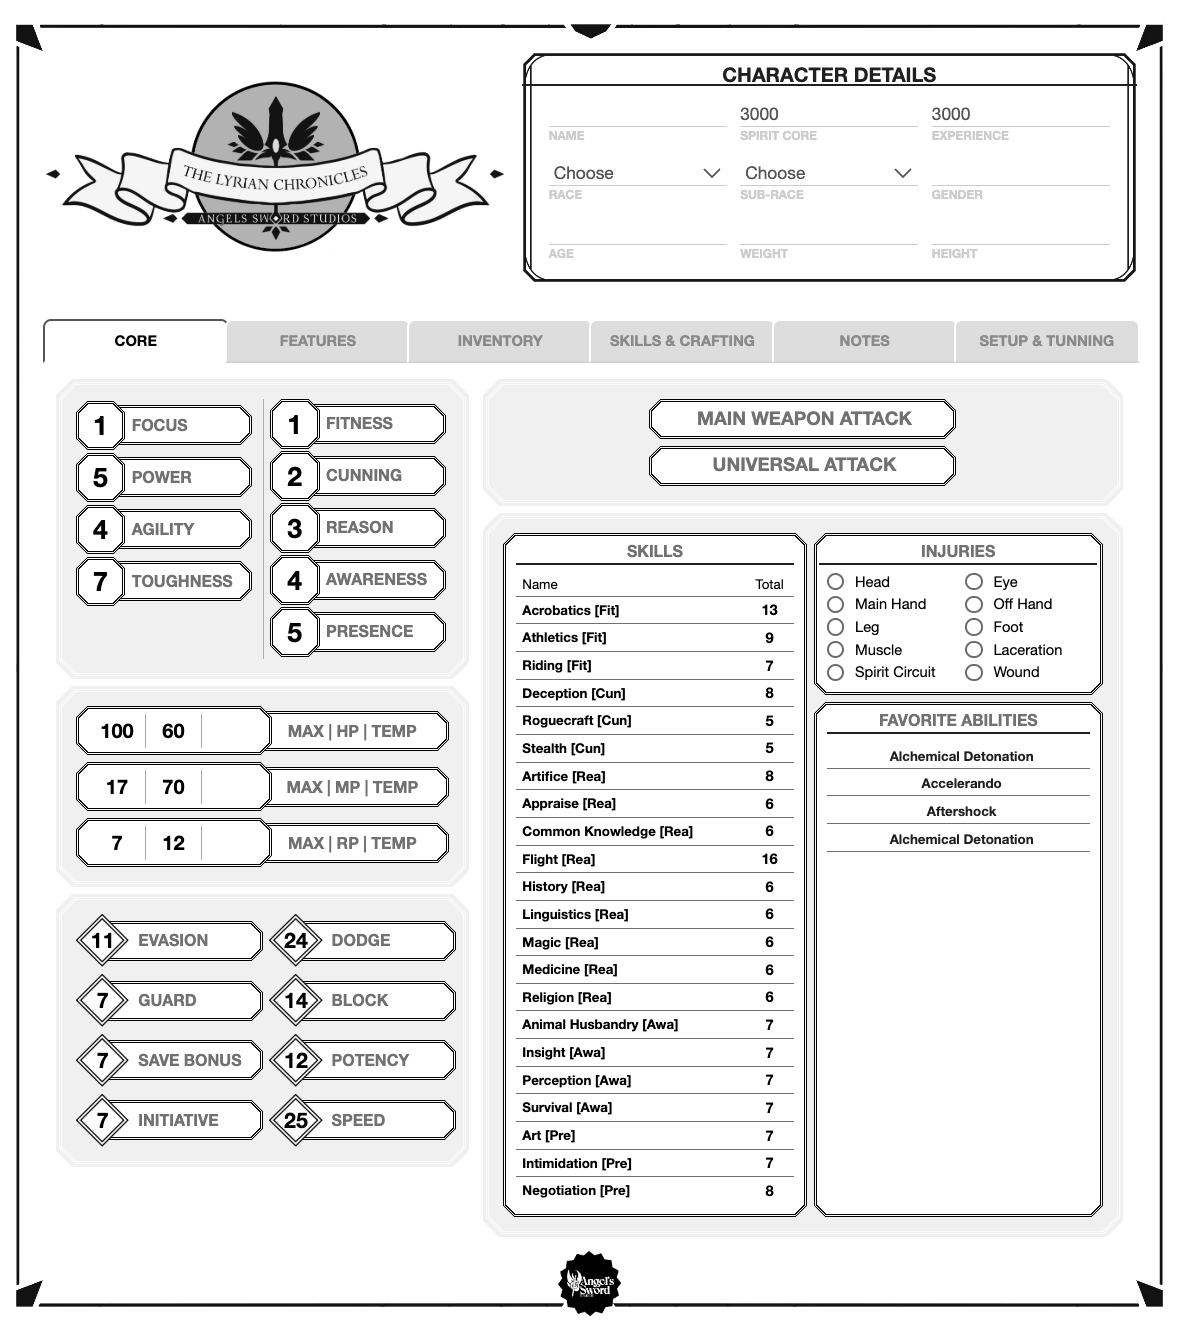 THE LYRIAN CHRONICLES
ANGELS SWORD STUDIOS
CHARACTER DETAILS
3000 3000
NAME SPIRIT CORE EXPERIENCE
Choose Choose
RACE SUB-RACE GENDER
AGE WEIGHT HEIGHT
CORE FEATURES INVENTORY SKILLS & CRAFTING NOTES SETUP & TUNNING
1 FOCUS
5 POWER
4 AGILITY
7 TOUGHNESS
1 FITNESS
2 CUNNING
3 REASON
4 AWARENESS
5 PRESENCE
100 60 MAX | HP | TEMP
17 70 MAX | MP | TEMP
7 12 MAX | RP | TEMP
11 EVASION 24 DODGE
7 GUARD 14 BLOCK
7 SAVE BONUS 12 POTENCY
7 INITIATIVE 25 SPEED
MAIN WEAPON ATTACK
UNIVERSAL ATTACK
SKILLS
Name Total
Acrobatics [Fit] 13
Athletics [Fit] 9
Riding [Fit] 7
Deception [Cun] 8
Roguecraft [Cun] 5
Stealth [Cun] 5
Artifice [Rea] 8
Appraise [Rea] 6
Common Knowledge [Rea] 6
Flight [Rea] 16
History [Rea] 6
Linguistics [Rea] 6
Magic [Rea] 6
Medicine [Rea] 6
Religion [Rea] 6
Animal Husbandry [Awa] 7
Insight [Awa] 7
Perception [Awa] 7
Survival [Awa] 7
Art [Pre] 7
Intimidation [Pre] 7
Negotiation [Pre] 8
INJURIES
Head Eye
Main Hand Off Hand
Leg Foot
Muscle Laceration
Spirit Circuit Wound
FAVORITE ABILITIES
Alchemical Detonation
Accelerando
Aftershock
Alchemical Detonation
Angel's
Sword